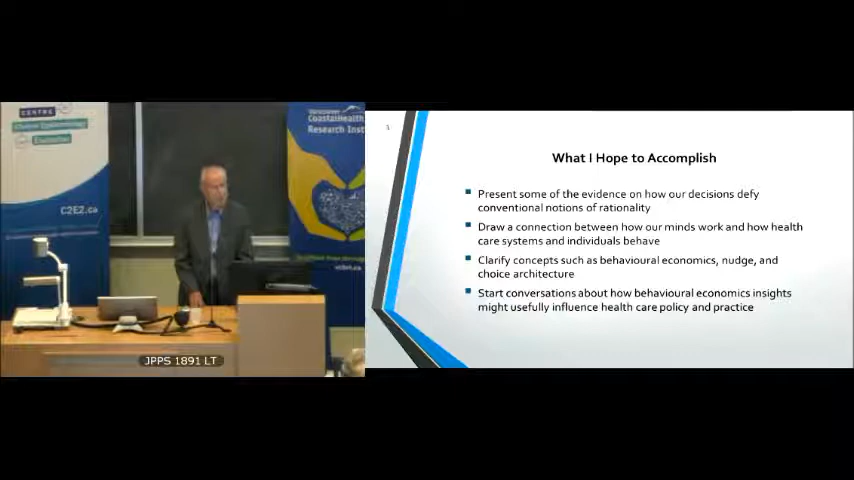 CENTRE
Evaluation
C2E2.ca
Vancouver
CoastalHealth
Research Inst
vchri.ca
JPPS 1891 LT
What I Hope to Accomplish
Present some of the evidence on how our decisions defy
conventional notions of rationality
Draw a connection between how our minds work and how health
care systems and individuals behave
Clarify concepts such as behavioural economics, nudge, and
choice architecture
Start conversations about how behavioural economics insights
might usefully influence health care policy and practice